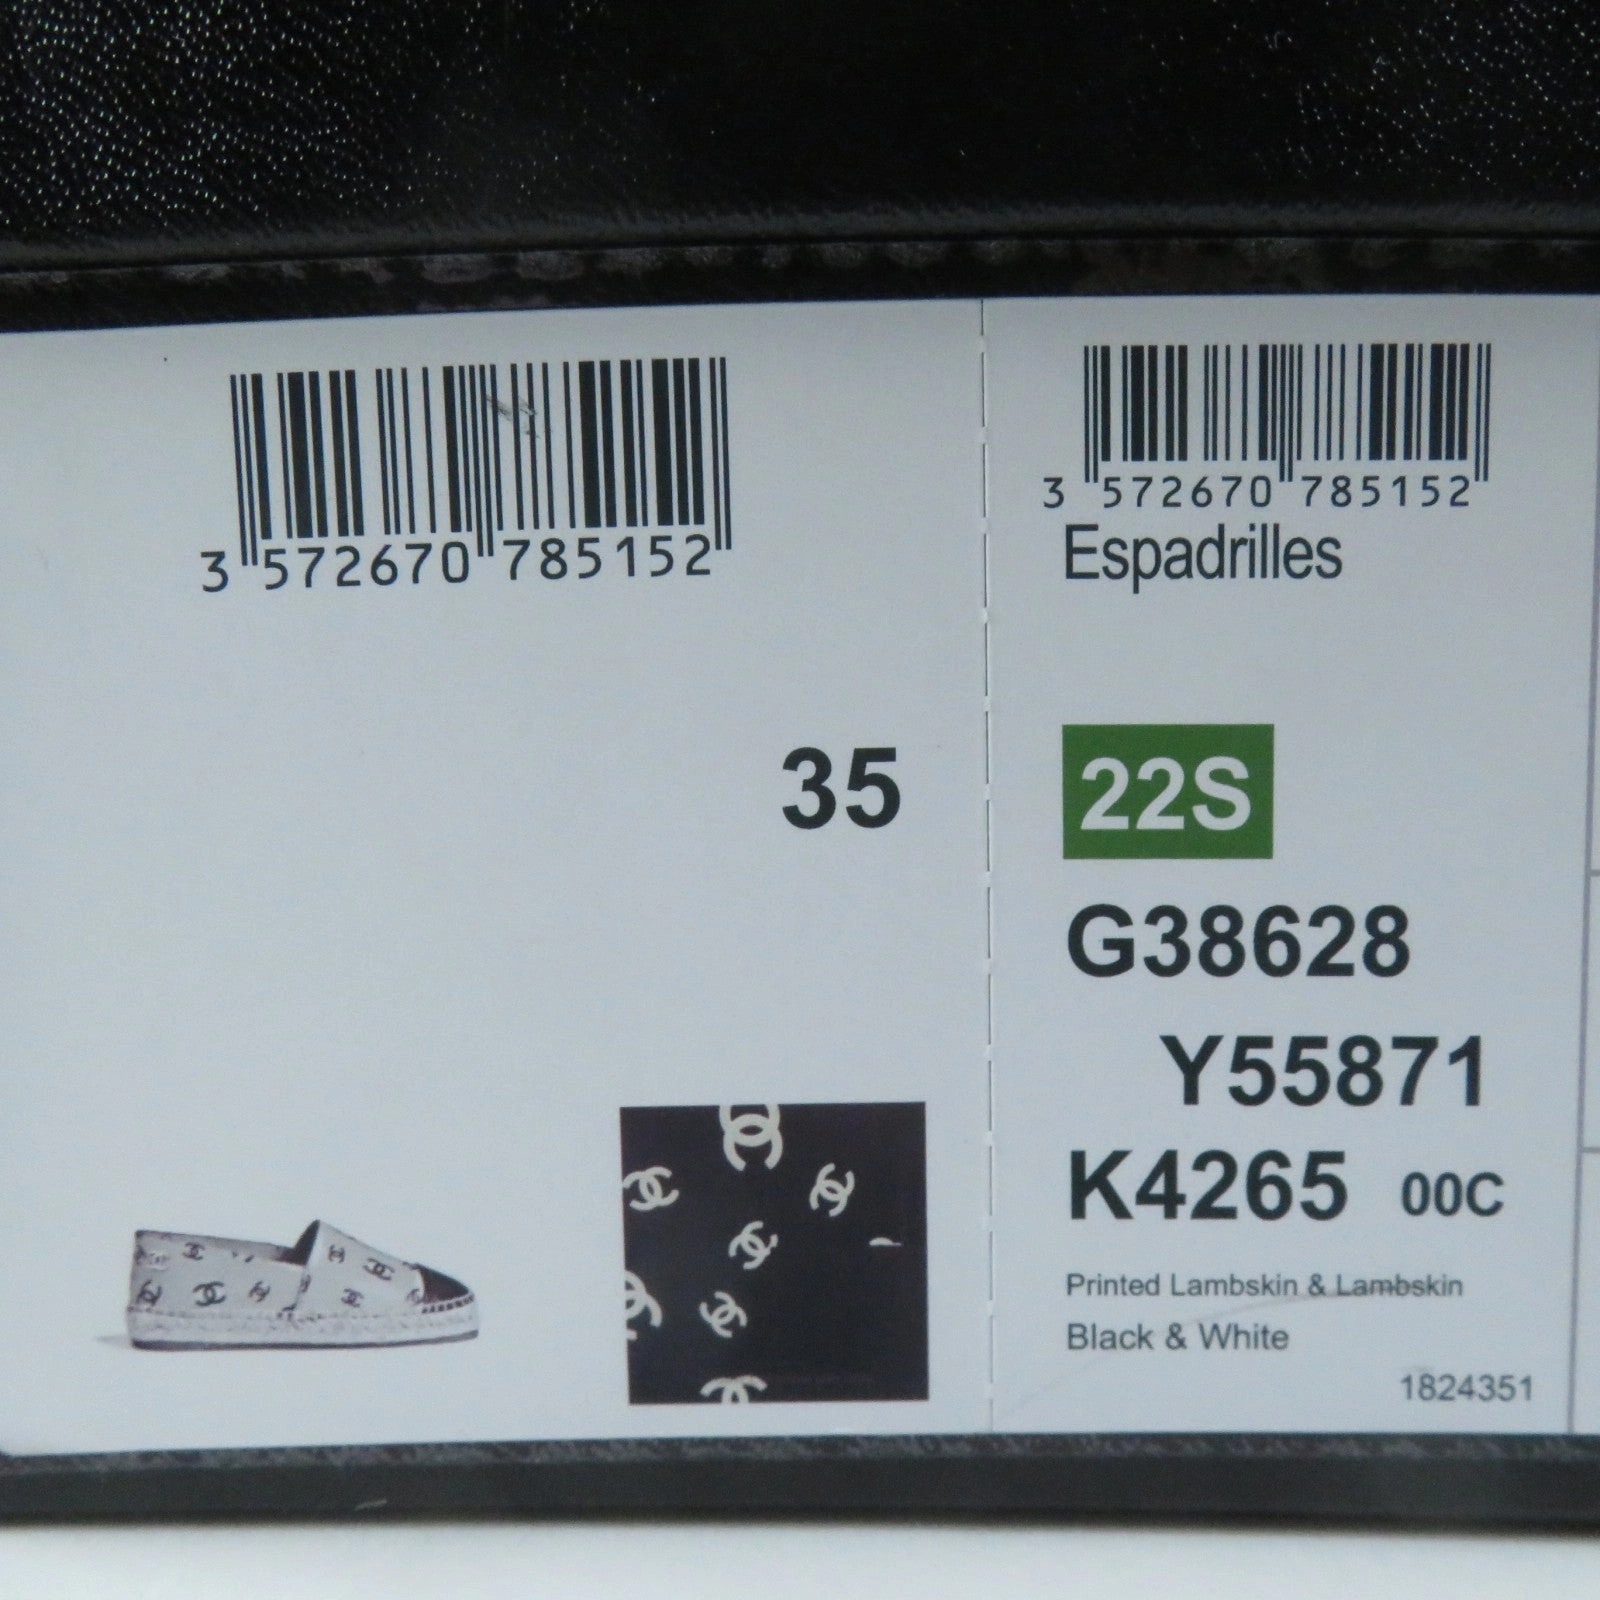 3 572670 785152
35
3 572670 785152
Espadrilles
22S
G38628
Y55871
K4265 00C
Printed Lambskin & Lambskin
Black & White
1824351